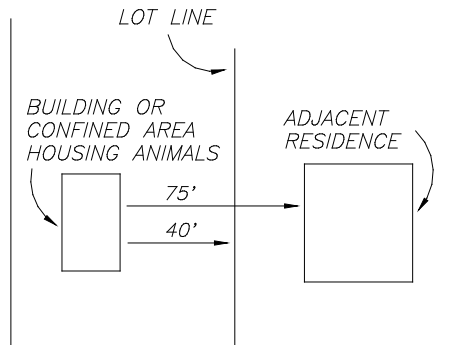 LOT LINE
BUILDING OR
CONFINED AREA
HOUSING ANIMALS
ADJACENT
RESIDENCE
75'
40'